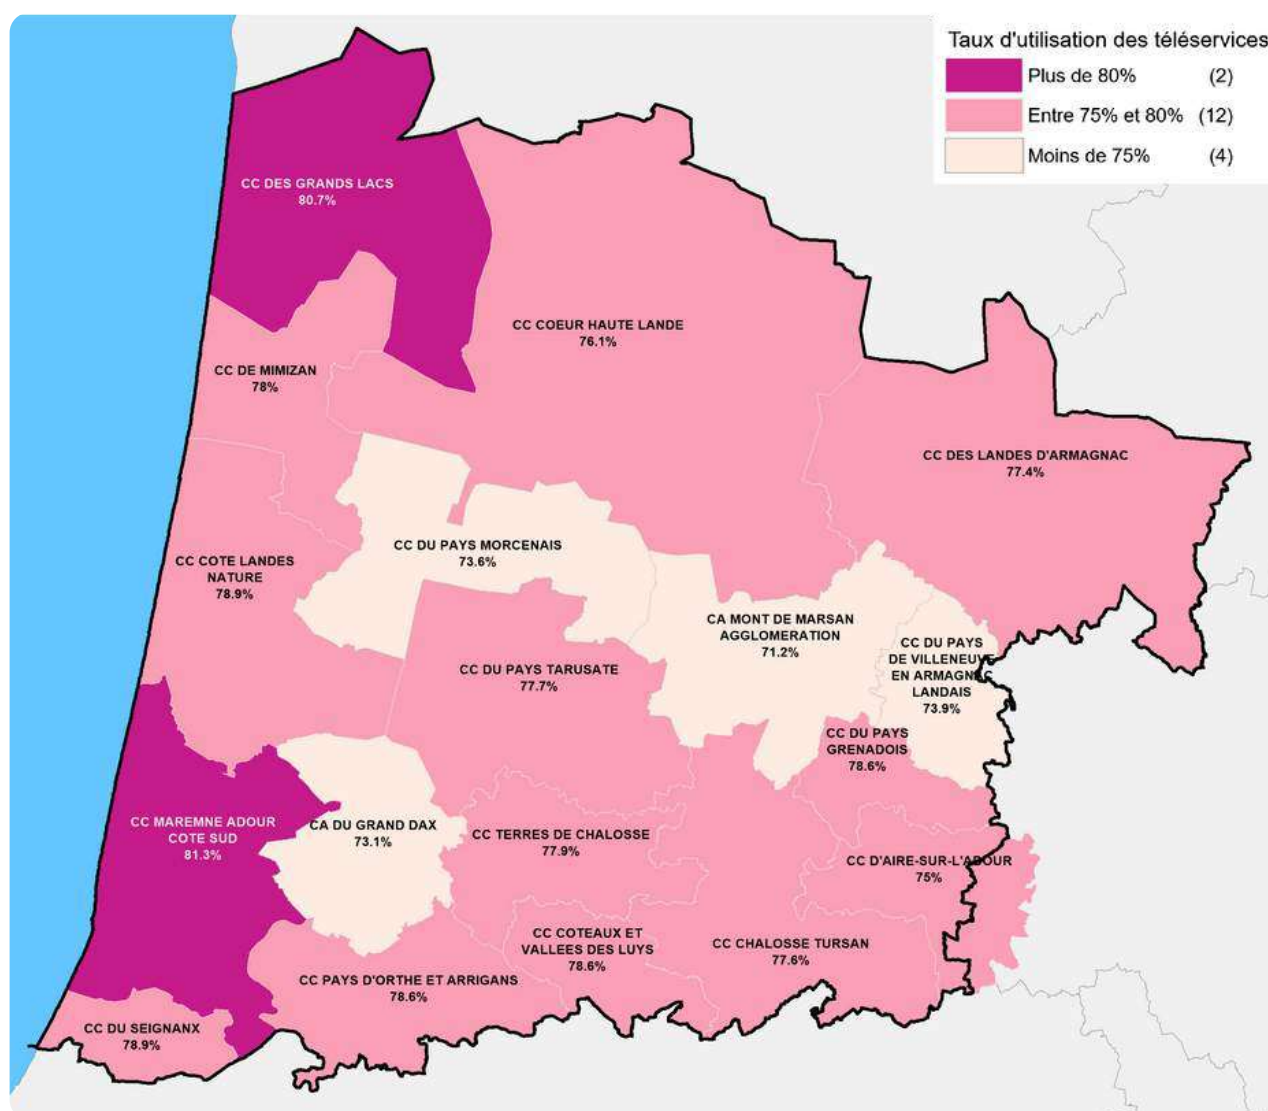 Taux d'utilisation des téléservices
Plus de 80% (2)
Entre 75% et 80% (12)
Moins de 75% (4)
CC DES GRANDS LACS
80.7%
CC COEUR HAUTE LANDE
76.1%
CC DE MIMIZAN
78%
CC DES LANDES D'ARMAGNAC
77.4%
CC DU PAYS MORCENAIS
73.6%
CC COTE LANDES
NATURE
78.9%
CA MONT DE MARSAN
AGGLOMERATION
71.2%
CC DU PAYS
DE VILLENEUVE
EN ARMAGNAC
LANDAIS
73.9%
CC DU PAYS TARUSATE
77.7%
CC DU PAYS
GRENADOIS
78.6%
CC MAREMNE ADOUR
COTE SUD
81.3%
CA DU GRAND DAX
73.1%
CC TERRES DE CHALOSSE
77.9%
CC D'AIRE-SUR-L'ADOUR
75%
CC COTEAUX ET
VALLEES DES LUYS
78.6%
CC CHALOSSE TURSAN
77.6%
CC PAYS D'ORTHE ET ARRIGANS
78.6%
CC DU SEIGNANX
78.9%